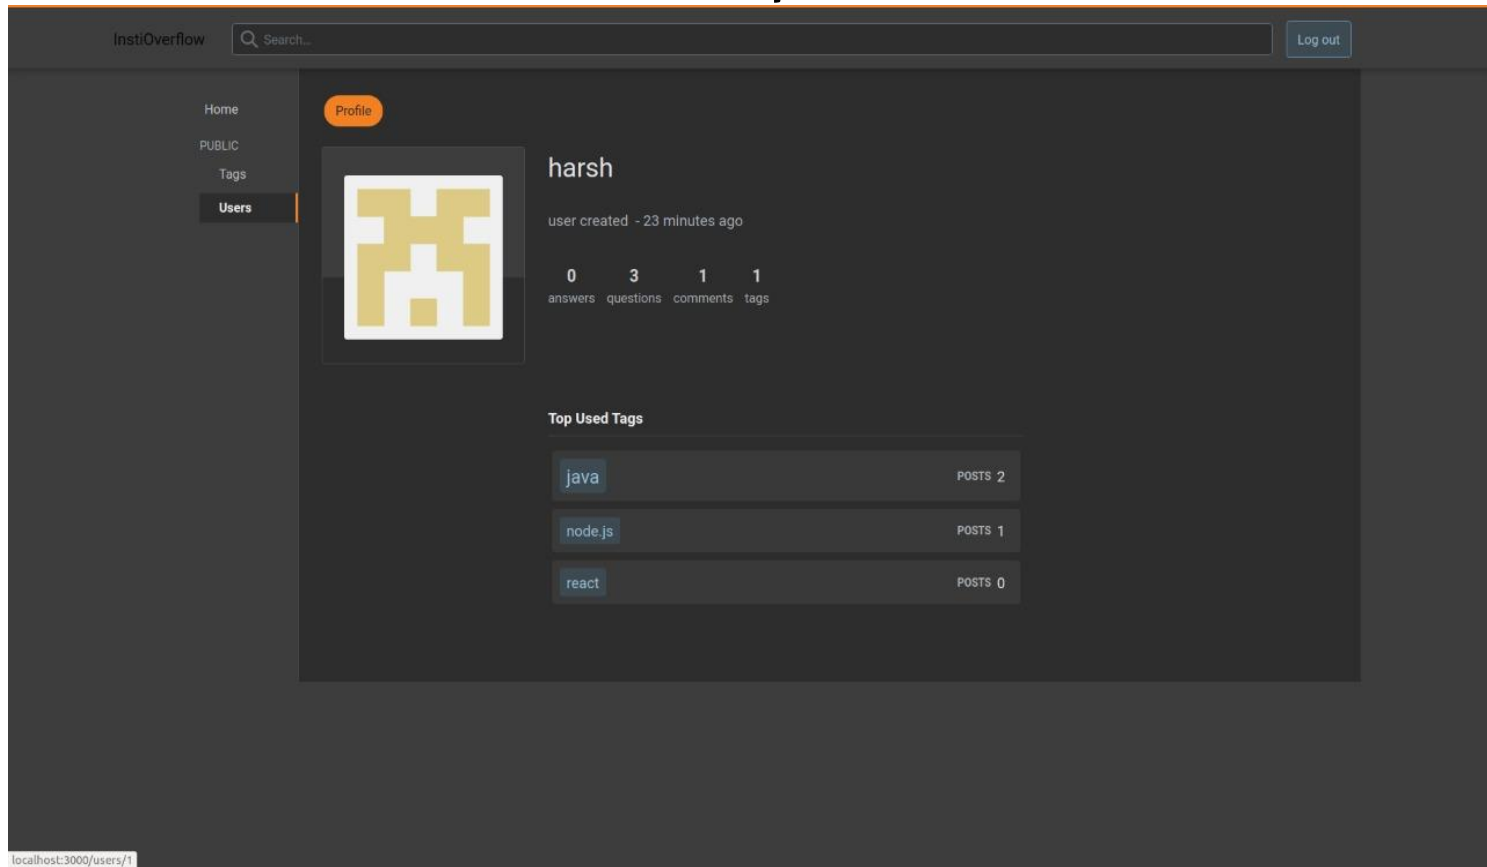 InstiOverflow Search... Log out
Home
PUBLIC
Tags
Users
Profile
harsh
user created - 23 minutes ago
0 3 1 1
answers questions comments tags
Top Used Tags
java POSTS 2
node.js POSTS 1
react POSTS 0
localhost:3000/users/1